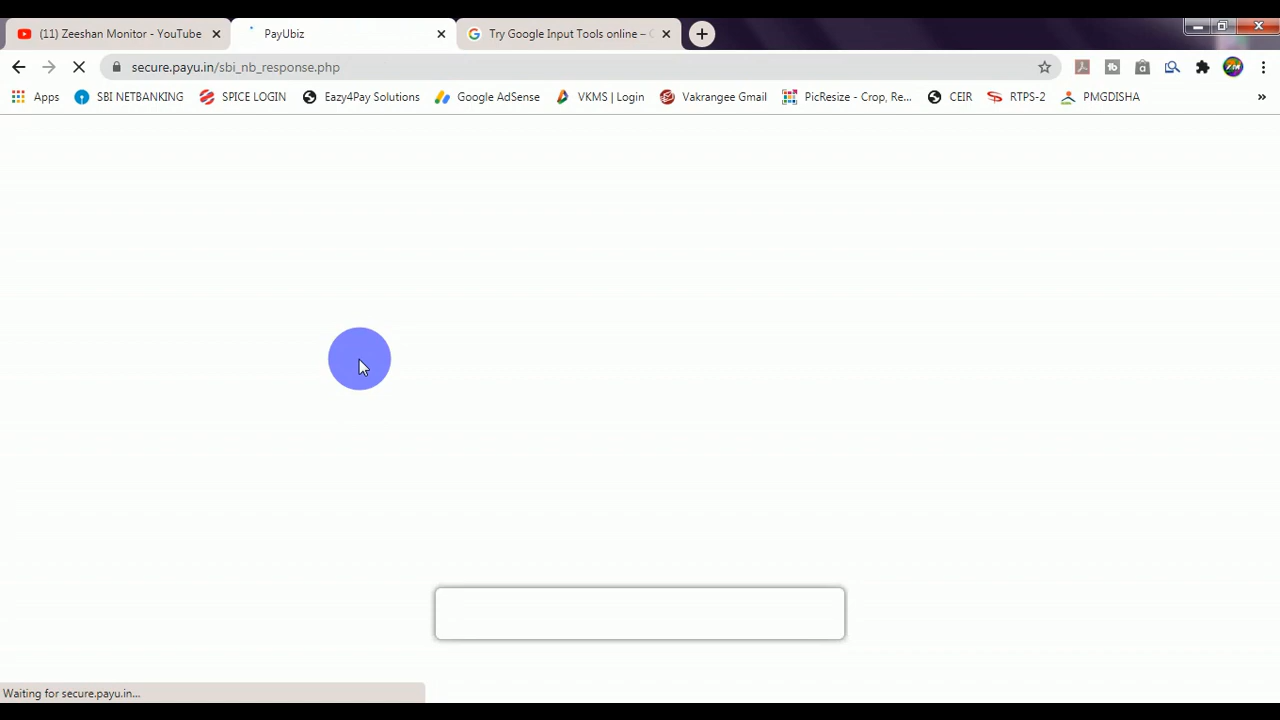 (11) Zeeshan Monitor - YouTube
PayUbiz
Try Google Input Tools online –
secure.payu.in/sbi_nb_response.php
Apps
SBI NETBANKING
SPICE LOGIN
Eazy4Pay Solutions
Google AdSense
VKMS | Login
Vakrangee Gmail
PicResize - Crop, Re...
CEIR
RTPS-2
PMGDISHA
»
Waiting for secure.payu.in...